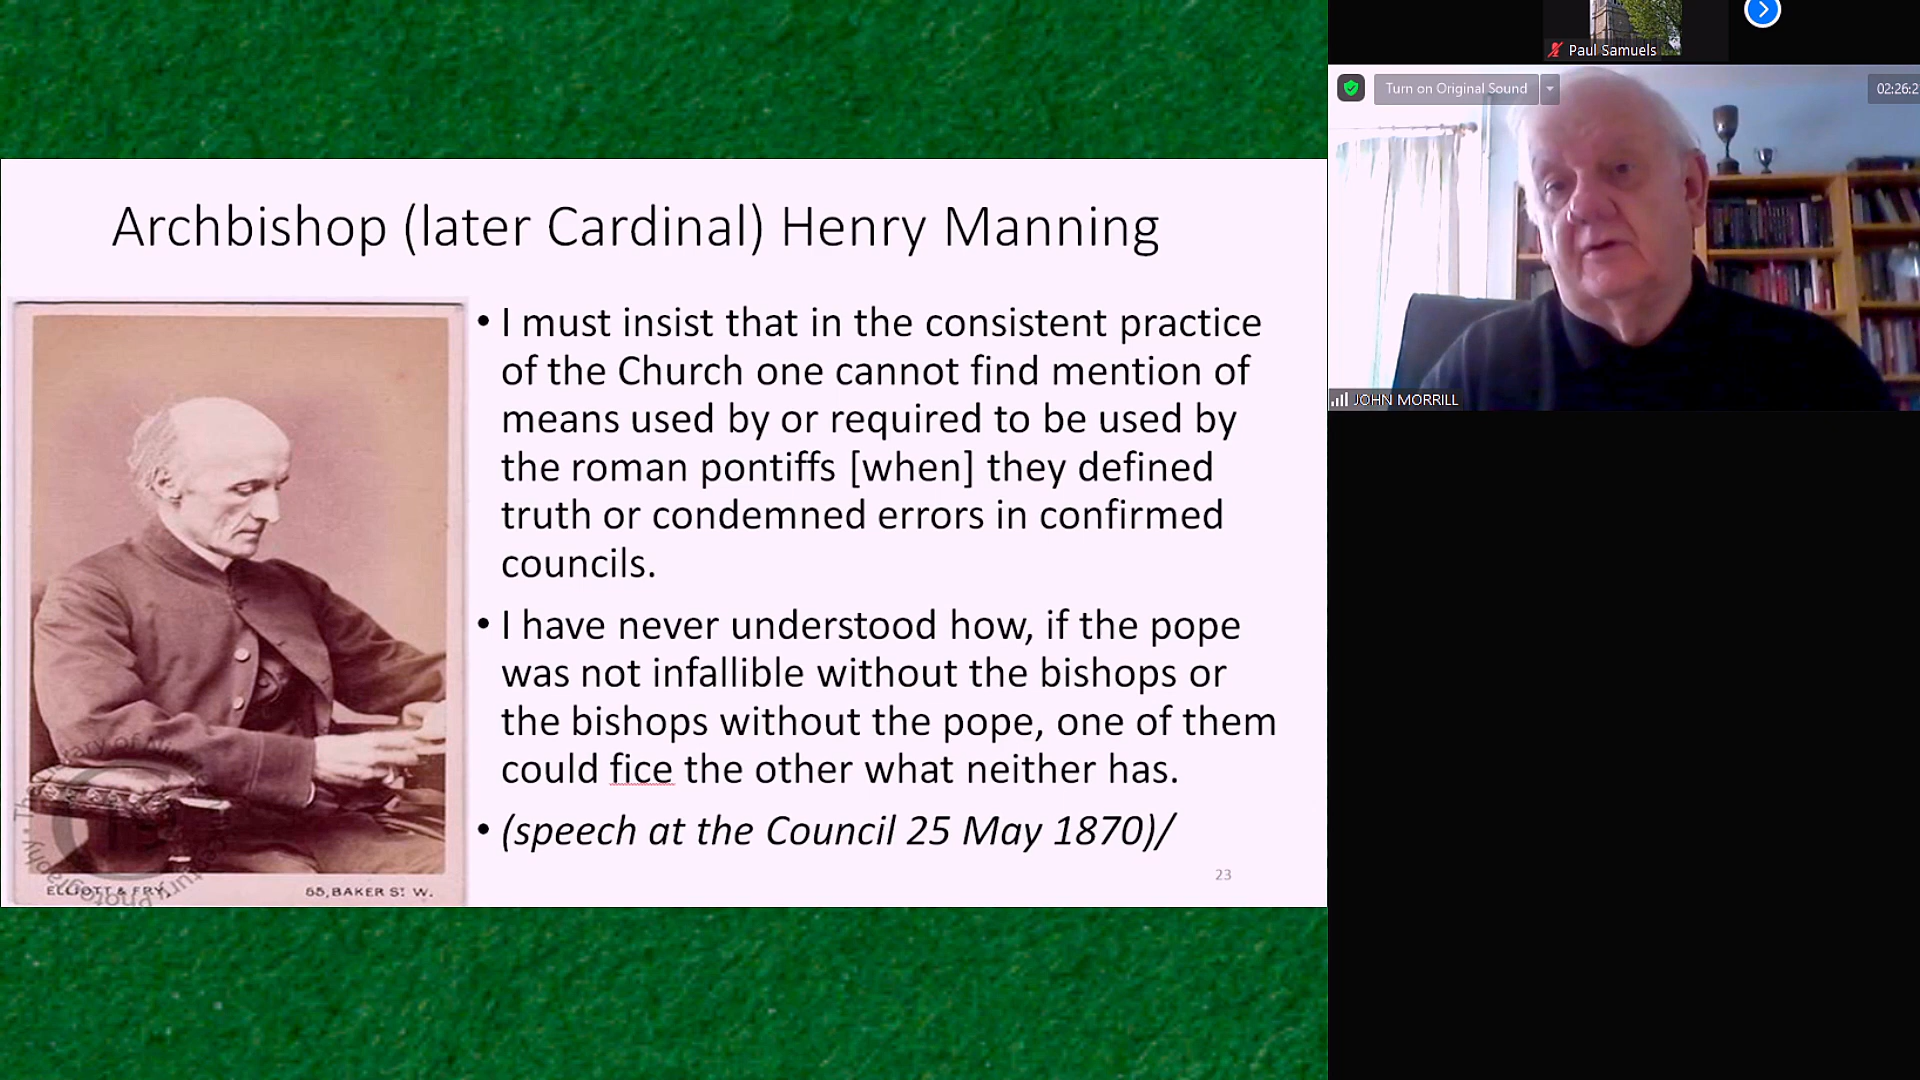 Paul Samuels
Turn on Original Sound
02:26:2
JOHN MORRILL
Archbishop (later Cardinal) Henry Manning
• I must insist that in the consistent practice
of the Church one cannot find mention of
means used by or required to be used by
the roman pontiffs [when] they defined
truth or condemned errors in confirmed
councils.
• I have never understood how, if the pope
was not infallible without the bishops or
the bishops without the pope, one of them
could fice the other what neither has.
• (speech at the Council 25 May 1870)/
ELLIOTT & FRY,
55, BAKER ST. W.
23